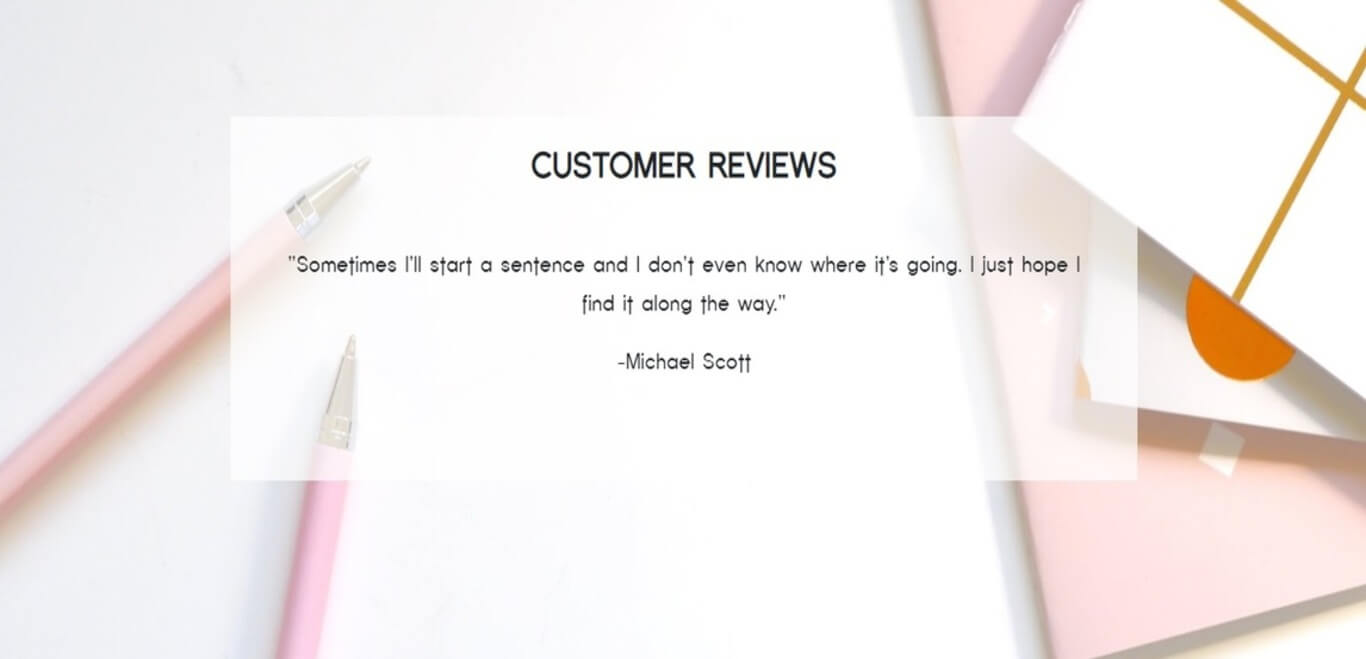 CUSTOMER REVIEWS
"Sometimes I'll start a sentence and I don't even know where it's going. I just hope I
find it along the way."
-Michael Scott